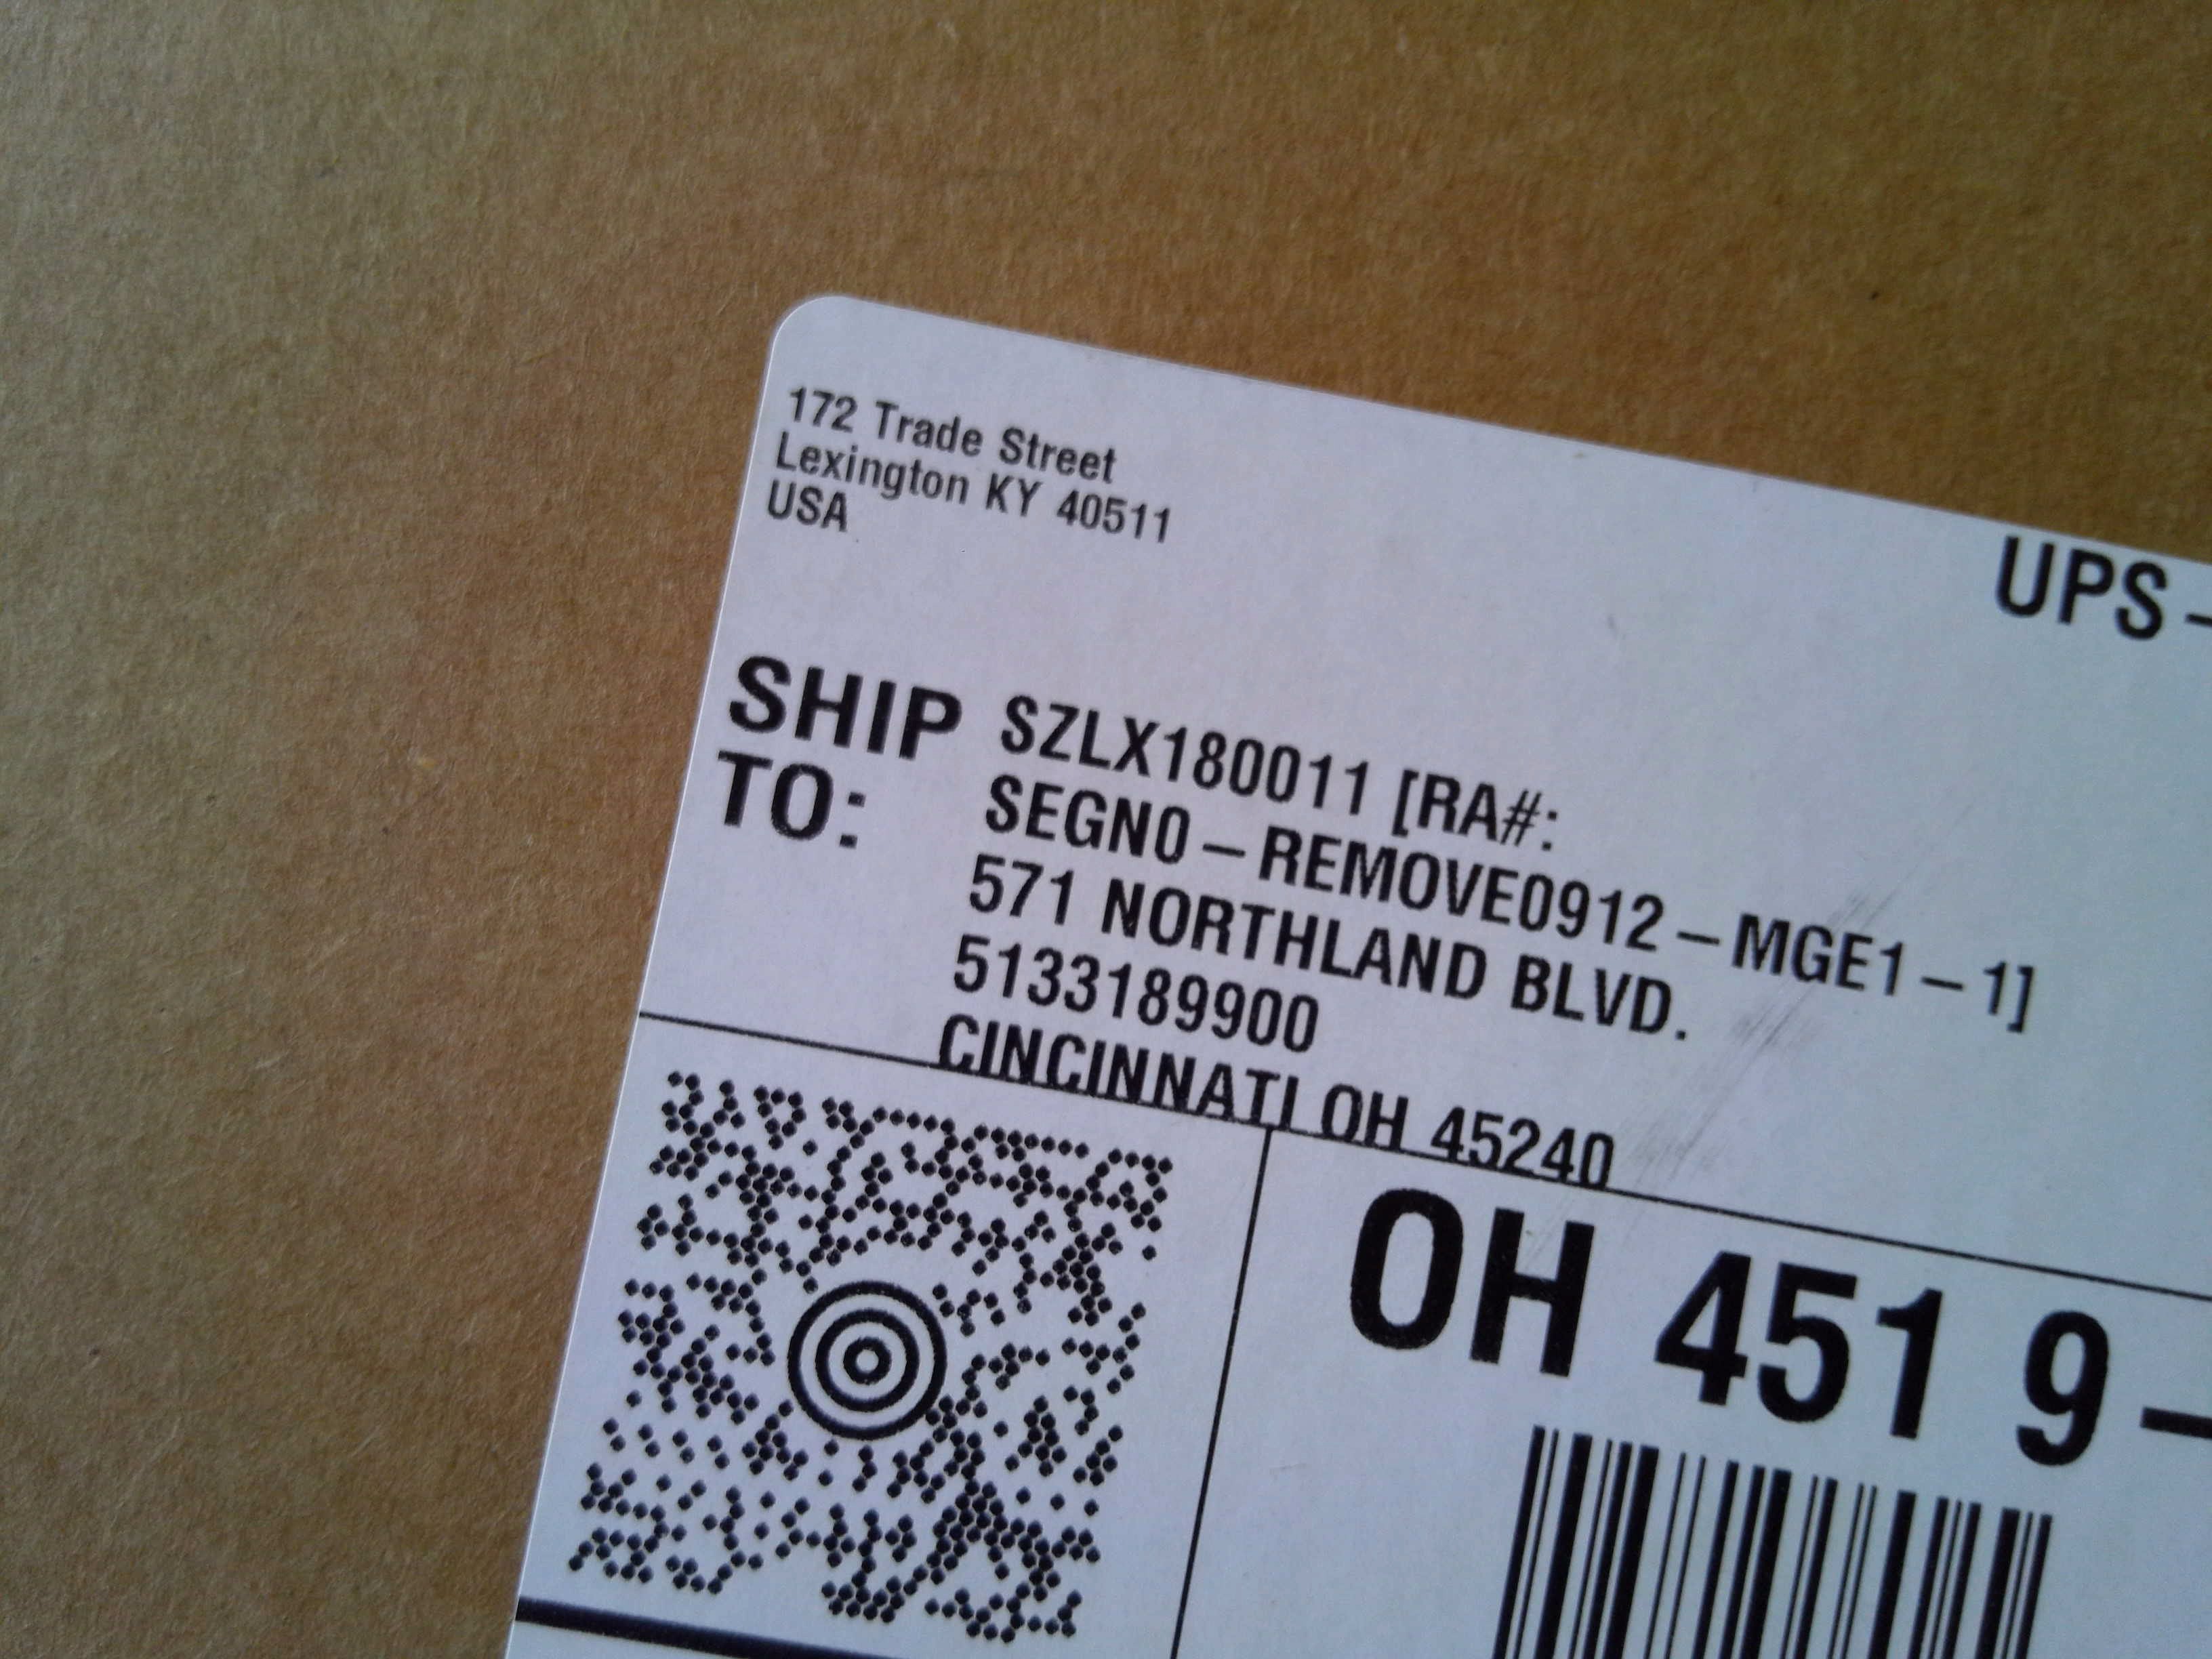 172 Trade Street
Lexington KY 40511
USA
UPS -
SHIP TO:
SZLX180011 [RA#:
SEGN0 - REMOVE0912 - MGE1 - 1]
571 NORTHLAND BLVD.
5133189900
CINCINNATI OH 45240
OH 451 9 -